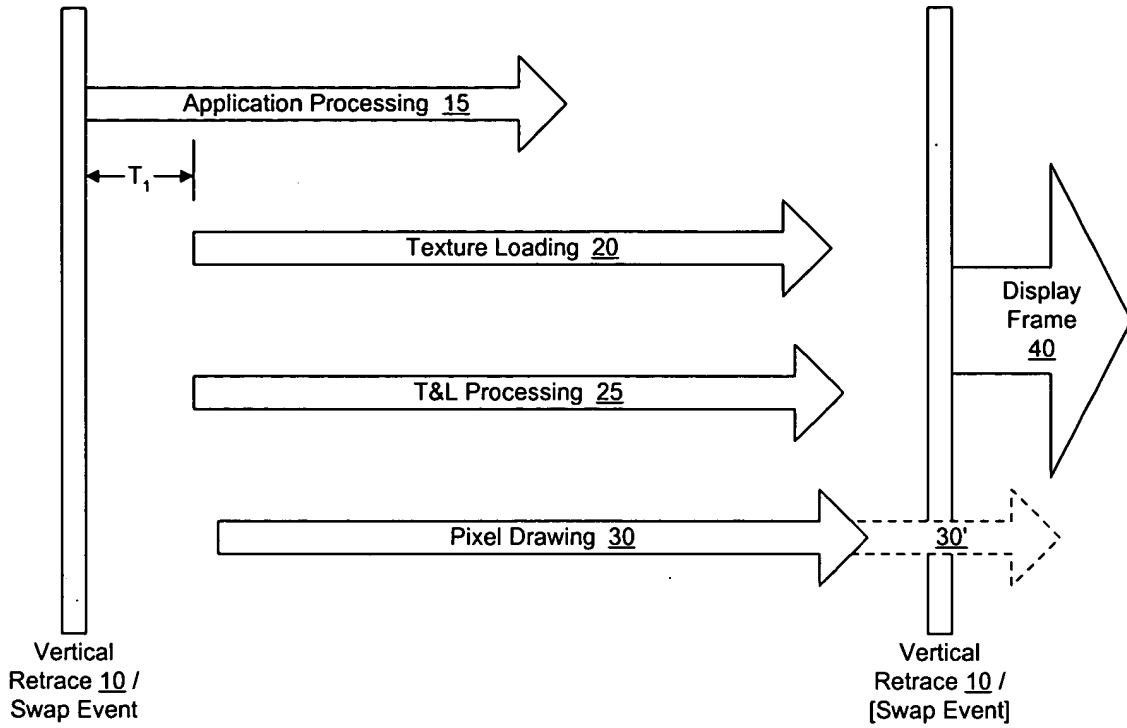 Application Processing 15
T1
Texture Loading 20
Display
Frame
40
T&L Processing 25
Pixel Drawing 30
30'
Vertical
Retrace 10 /
Swap Event
Vertical
Retrace 10 /
[Swap Event]